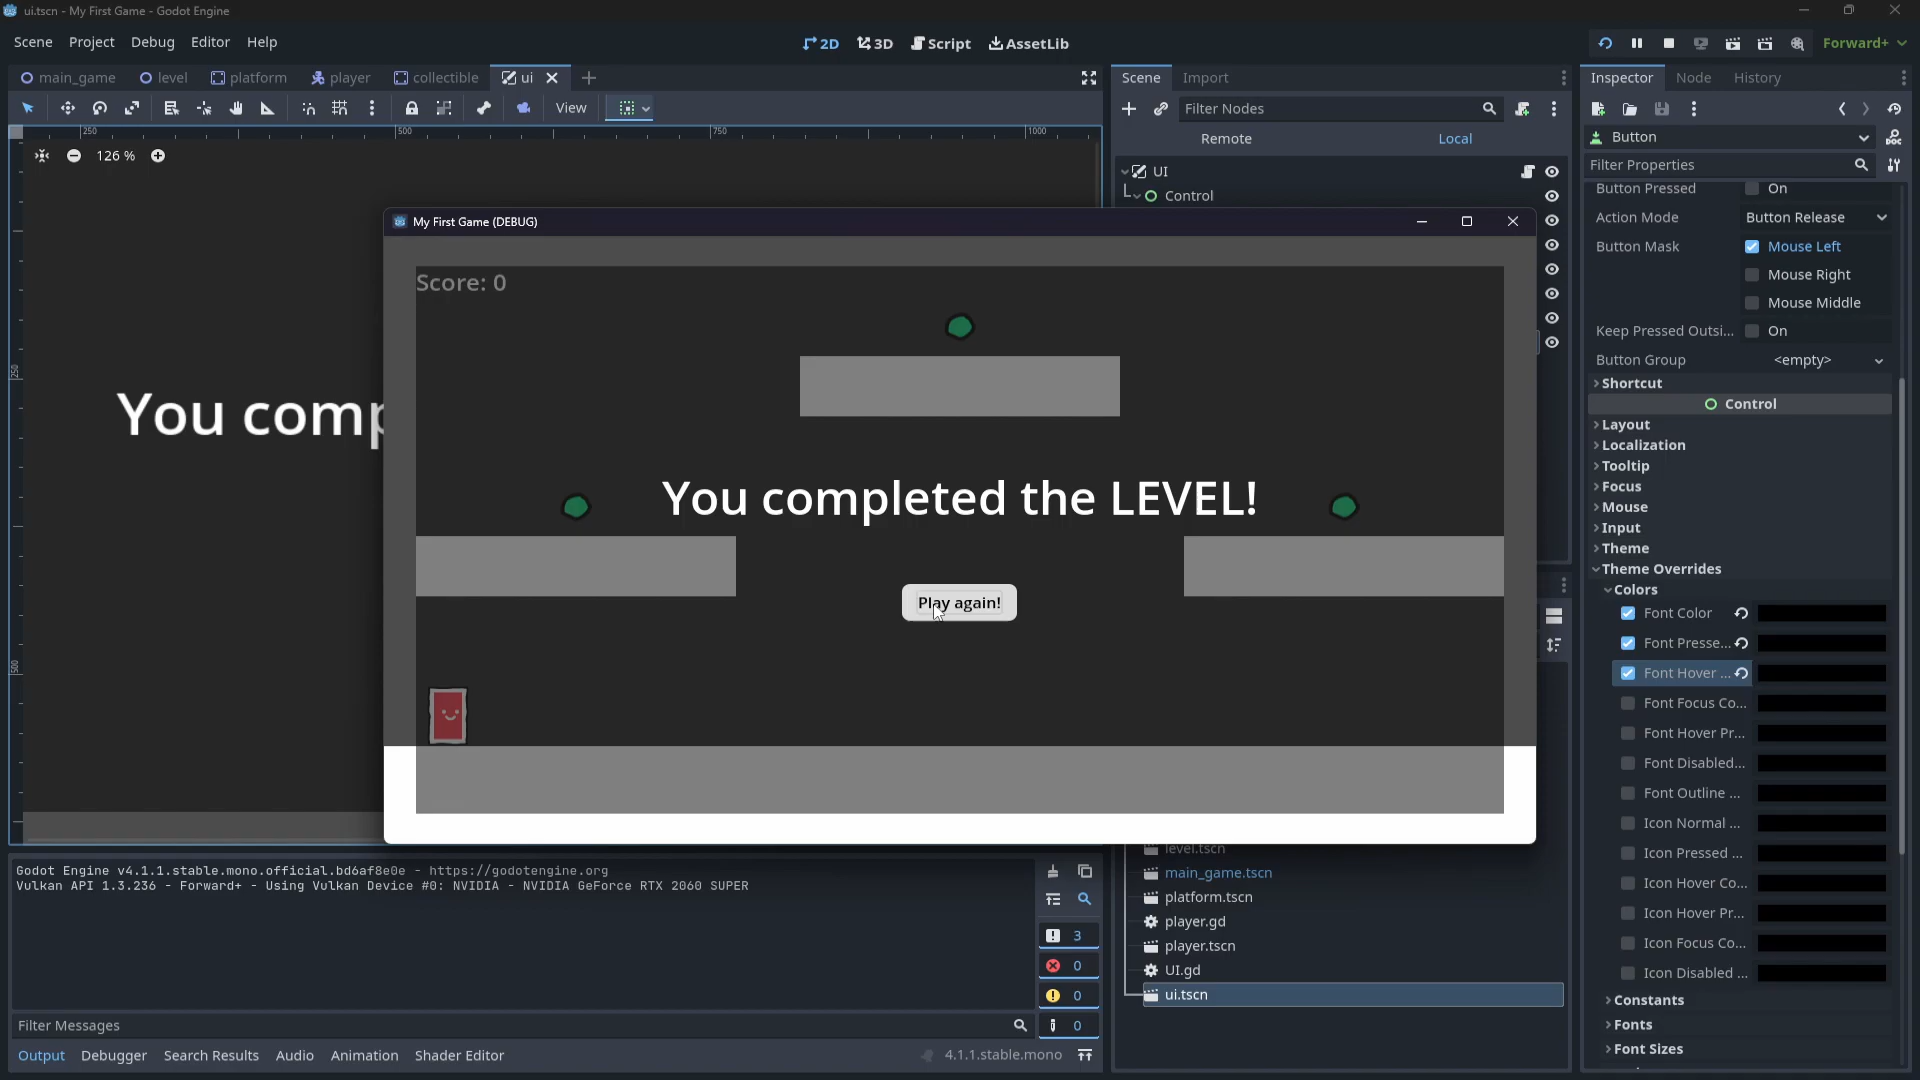 ui.tscn - My First Game - Godot Engine
Scene Project Debug Editor Help
2D 3D Script AssetLib
Forward+
main_game level platform player collectible ui
Scene Import
Inspector Node History
View
Filter Nodes
Remote Local
Button
Filter Properties
250 500 750 1000
126 %
UI
Control
Button Pressed On
Action Mode Button Release
Button Mask Mouse Left
Mouse Right
Mouse Middle
Keep Pressed Outsi... On
Button Group <empty>
Shortcut
Control
Layout
Localization
Tooltip
Focus
Mouse
Input
Theme
Theme Overrides
Colors
Font Color
Font Presse...
Font Hover ...
Font Focus Co...
Font Hover Pr...
Font Disabled...
Font Outline ...
Icon Normal ...
Icon Pressed ...
Icon Hover Co...
Icon Hover Pr...
Icon Focus Co...
Icon Disabled ...
Constants
Fonts
Font Sizes
250
500
You comp
My First Game (DEBUG)
Score: 0
You completed the LEVEL!
Play again!
level.tscn
main_game.tscn
platform.tscn
player.gd
player.tscn
UI.gd
ui.tscn
Godot Engine v4.1.1.stable.mono.official.bd6af8e0e - https://godotengine.org
Vulkan API 1.3.236 - Forward+ - Using Vulkan Device #0: NVIDIA - NVIDIA GeForce RTX 2060 SUPER
3
0
0
0
Filter Messages
Output Debugger Search Results Audio Animation Shader Editor
4.1.1.stable.mono